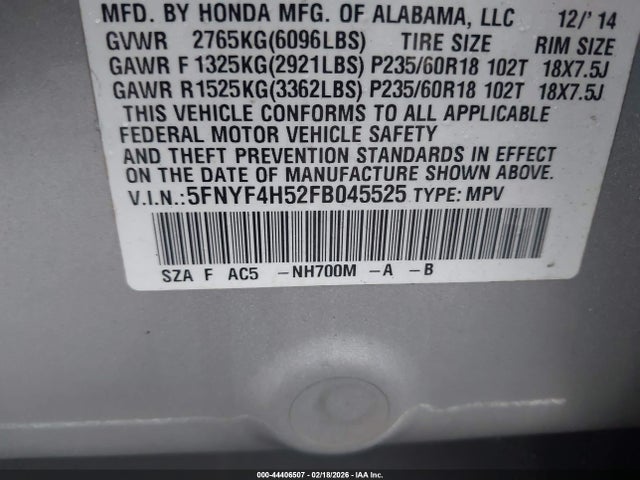 MFD. BY HONDA MFG. OF ALABAMA, LLC 12/'14
GVWR 2765KG(6096LBS) TIRE SIZE RIM SIZE
GAWR F 1325KG(2921LBS) P235/60R18 102T 18X7.5J
GAWR R1525KG(3362LBS) P235/60R18 102T 18X7.5J
THIS VEHICLE CONFORMS TO ALL APPLICABLE
FEDERAL MOTOR VEHICLE SAFETY
AND THEFT PREVENTION STANDARDS IN EFFECT
ON THE DATE OF MANUFACTURE SHOWN ABOVE.
V.I.N.:5FNYF4H52FB045525 TYPE: MPV
SZA F AC5 -NH700M -A -B
000-44406507 - 02/18/2026 - IAA Inc.